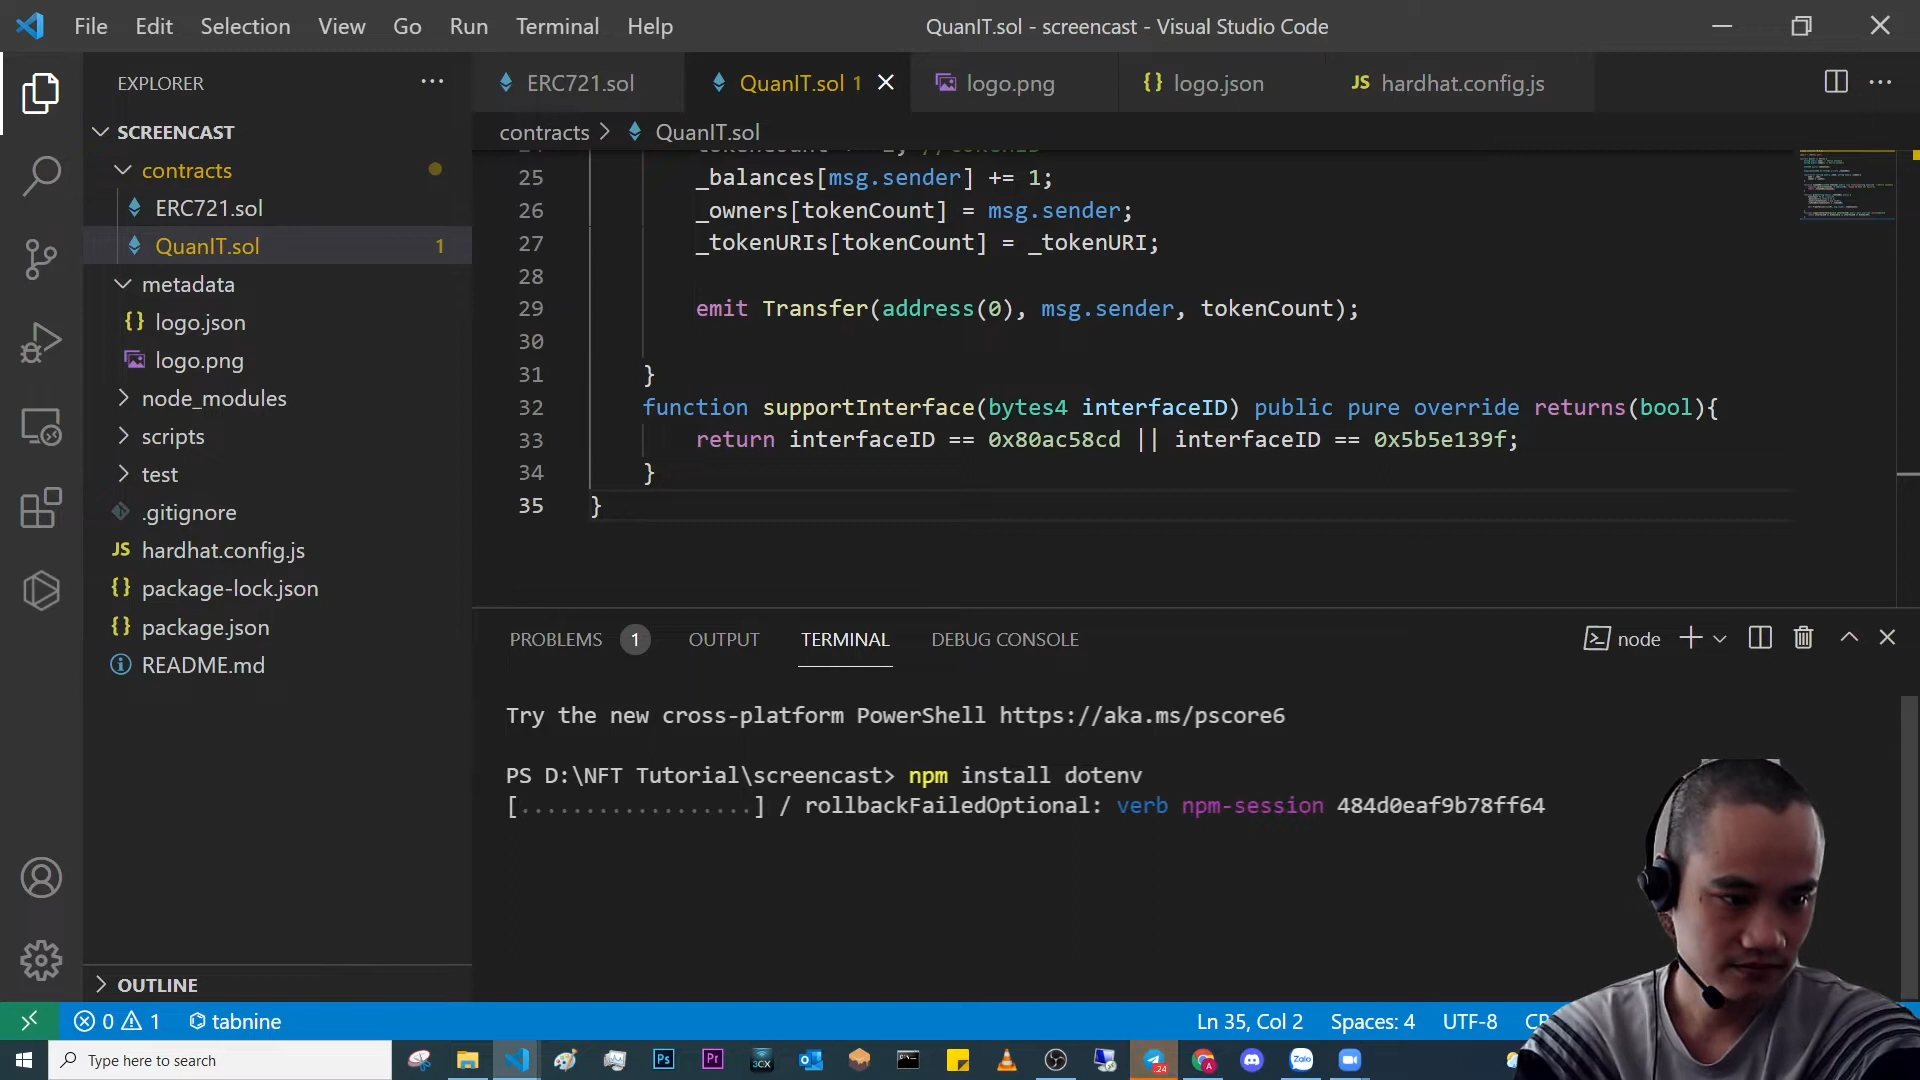 File Edit Selection View Go Run Terminal Help
QuanIT.sol - screencast - Visual Studio Code
EXPLORER
SCREENCAST
contracts
ERC721.sol
QuanIT.sol 1
metadata
logo.json
logo.png
node_modules
scripts
test
.gitignore
JS hardhat.config.js
{} package-lock.json
{} package.json
README.md
OUTLINE
ERC721.sol
QuanIT.sol 1
logo.png
{} logo.json
JS hardhat.config.js
contracts > QuanIT.sol
25 _balances[msg.sender] += 1;
26 _owners[tokenCount] = msg.sender;
27 _tokenURIs[tokenCount] = _tokenURI;
28
29 emit Transfer(address(0), msg.sender, tokenCount);
30
31 }
32 function supportInterface(bytes4 interfaceID) public pure override returns(bool){
33 return interfaceID == 0x80ac58cd || interfaceID == 0x5b5e139f;
34 }
35 }
PROBLEMS 1 OUTPUT TERMINAL DEBUG CONSOLE
node
Try the new cross-platform PowerShell https://aka.ms/pscore6
PS D:\NFT Tutorial\screencast> npm install dotenv
[..................] / rollbackFailedOptional: verb npm-session 484d0eaf9b78ff64
0 1 tabnine
Ln 35, Col 2 Spaces: 4 UTF-8
Type here to search
Ps
Pr
3CX
24
Zalo